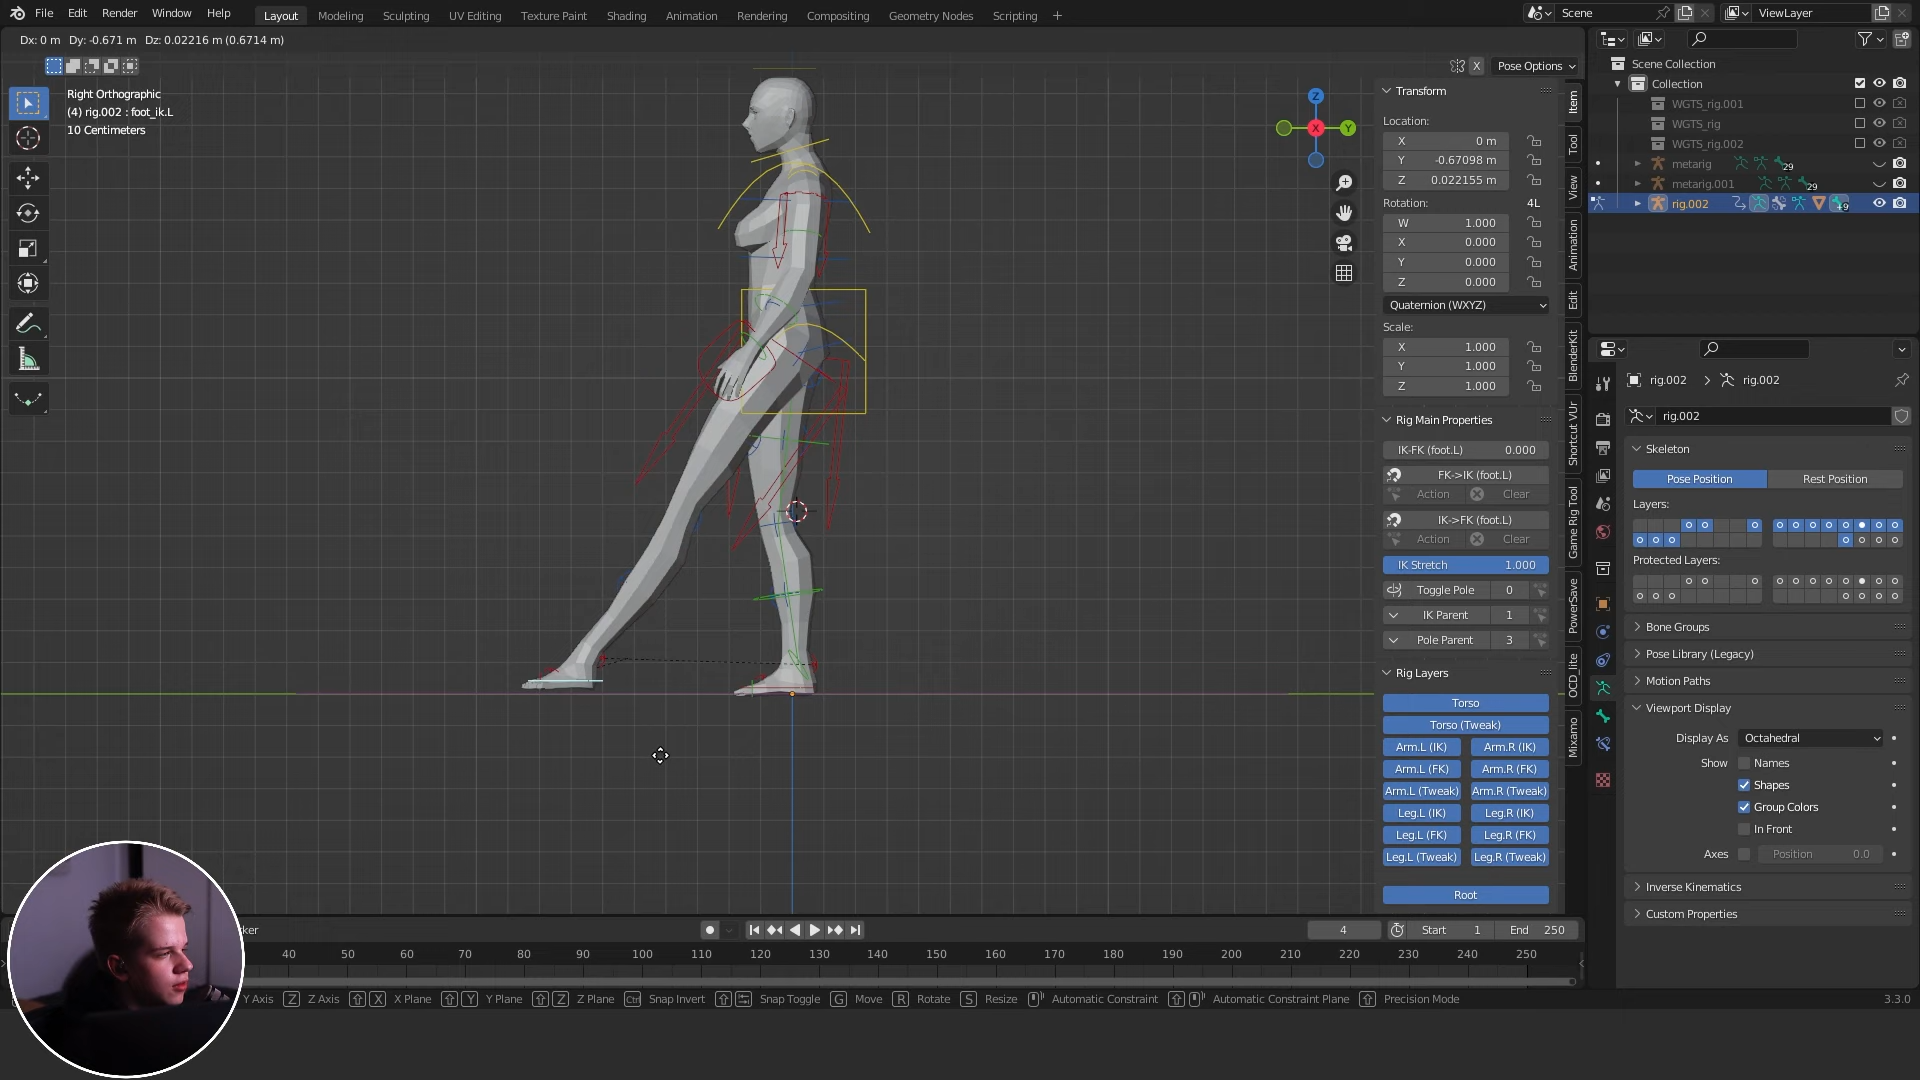 File Edit Render Window Help
Layout Modeling Sculpting UV Editing Texture Paint Shading Animation Rendering Compositing Geometry Nodes Scripting
Scene
ViewLayer
Dx: 0 m Dy: -0.671 m Dz: 0.02216 m (0.6714 m)
X Pose Options
Right Orthographic
(4) rig.002 : foot_ik.L
10 Centimeters
Z
X
Y
Transform
Location:
X 0 m
Y -0.67098 m
Z 0.022155 m
Rotation: 4L
W 1.000
X 0.000
Y 0.000
Z 0.000
Quaternion (WXYZ)
Scale:
X 1.000
Y 1.000
Z 1.000
Rig Main Properties
IK-FK (foot.L) 0.000
FK->IK (foot.L)
Action Clear
IK->FK (foot.L)
Action Clear
IK Stretch 1.000
Toggle Pole 0
IK Parent 1
Pole Parent 3
Rig Layers
Torso
Torso (Tweak)
Arm.L (IK) Arm.R (IK)
Arm.L (FK) Arm.R (FK)
Arm.L (Tweak) Arm.R (Tweak)
Leg.L (IK) Leg.R (IK)
Leg.L (FK) Leg.R (FK)
Leg.L (Tweak) Leg.R (Tweak)
Root
Item
Tool
View
Animation
Edit
BlenderKit
Shortcut VUr
Game Rig Tool
PowerSave
OCD_lite
Mixamo
Scene Collection
Collection
WGTS_rig.001
WGTS_rig
WGTS_rig.002
metarig 29
metarig.001 29
rig.002 +9
rig.002 > rig.002
rig.002
Skeleton
Pose Position Rest Position
Layers:
Protected Layers:
Bone Groups
Pose Library (Legacy)
Motion Paths
Viewport Display
Display As Octahedral
Show Names
Shapes
Group Colors
In Front
Axes Position 0.0
Inverse Kinematics
Custom Properties
ker
4 Start 1 End 250
40 50 60 70 80 90 100 110 120 130 140 150 160 170 180 190 200 210 220 230 240 250
Y Axis Z Z Axis X X Plane Y Y Plane Z Z Plane Ctrl Snap Invert Snap Toggle G Move R Rotate S Resize Automatic Constraint Automatic Constraint Plane Precision Mode
3.3.0